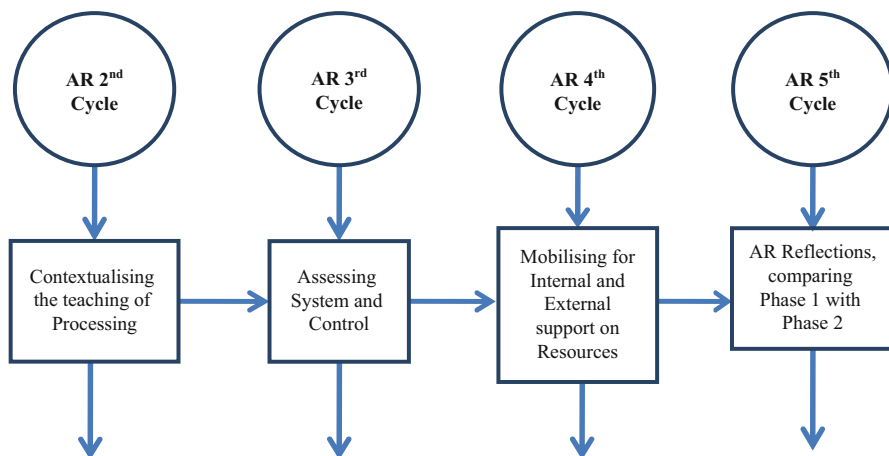 AR 2nd
Cycle
AR 3rd
Cycle
AR 4th
Cycle
AR 5th
Cycle
Contextualising
the teaching of
Processing
Assessing
System and
Control
Mobilising for
Internal and
External
support on
Resources
AR Reflections,
comparing
Phase 1 with
Phase 2